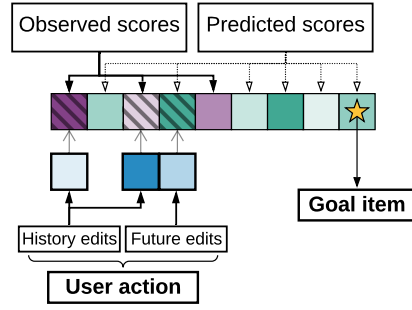 Observed scores
Predicted scores
Goal item
History edits
Future edits
User action